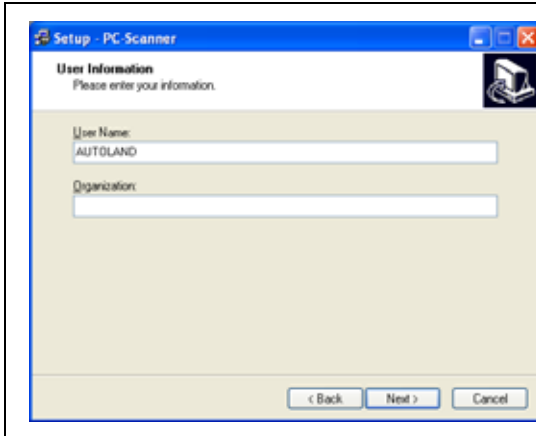 Setup - PC-Scanner
User Information
Please enter your information.
User Name:
AUTOLAND
Organization:
< Back
Next >
Cancel